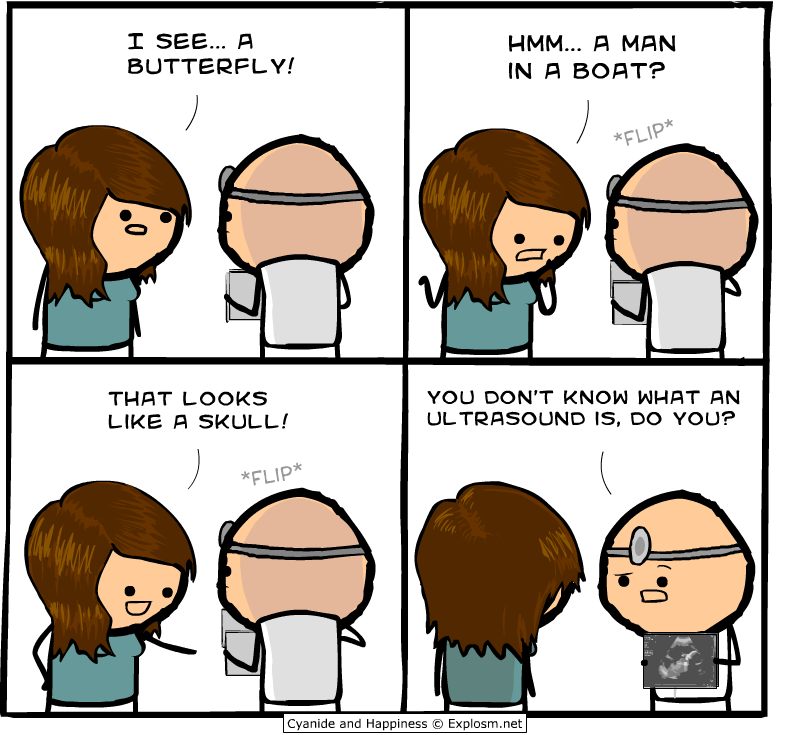 I SEE... A
BUTTERFLY!
HMM... A MAN
IN A BOAT?
*FLIP*
THAT LOOKS
LIKE A SKULL!
*FLIP*
YOU DON'T KNOW WHAT AN
ULTRASOUND IS, DO YOU?
Cyanide and Happiness © Explosm.net